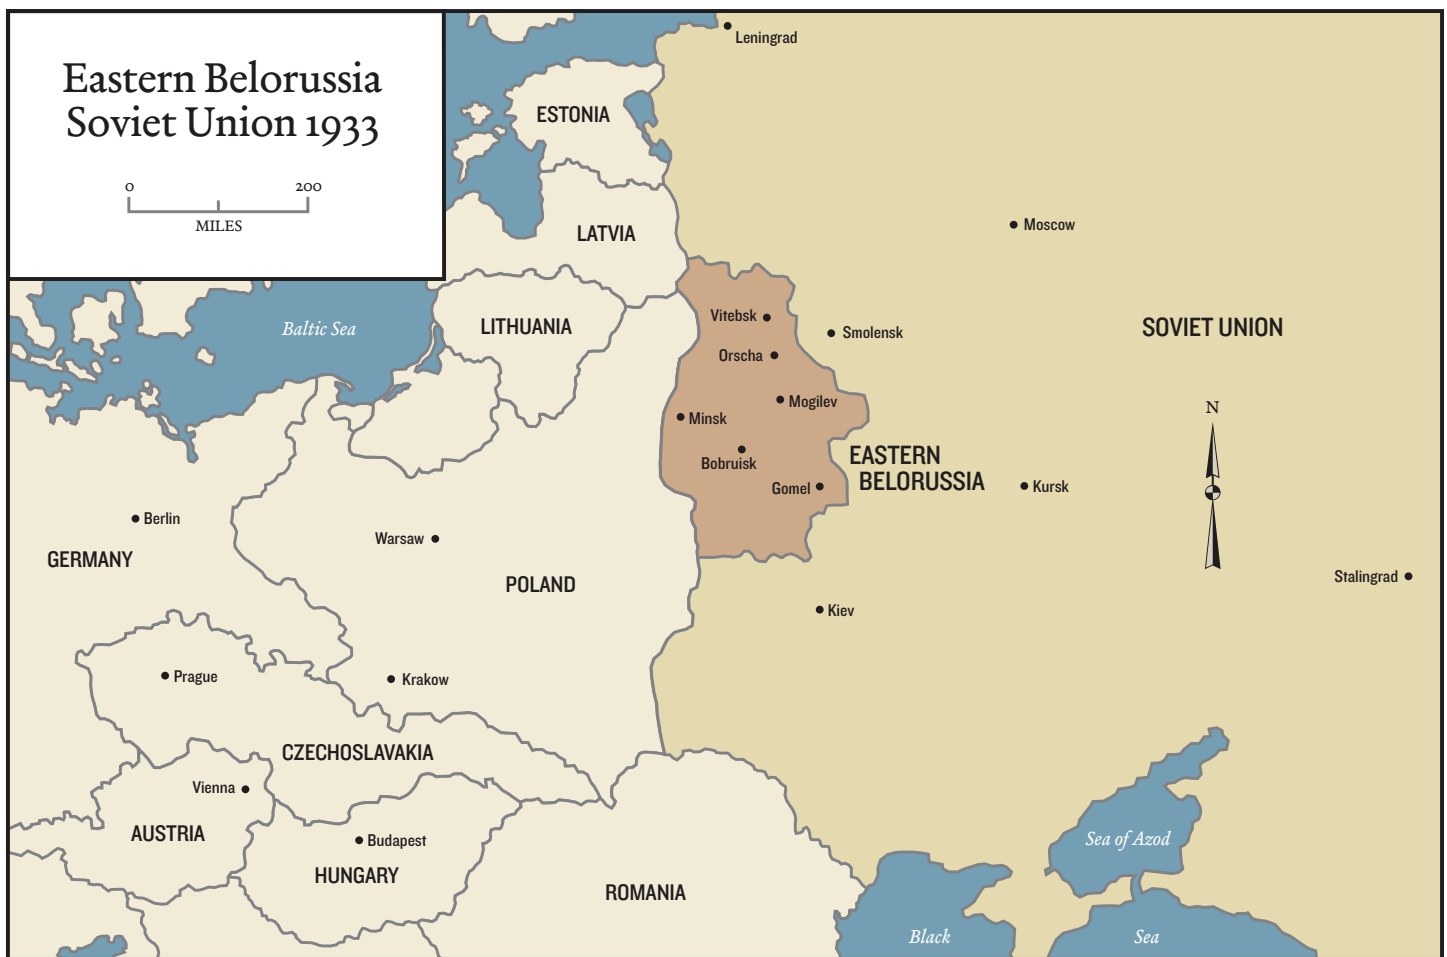 Eastern Belorussia
Soviet Union 1933
0 200
MILES
Leningrad
ESTONIA
Moscow
LATVIA
Vitebsk
Smolensk
SOVIET UNION
Baltic Sea
LITHUANIA
Orscha
Mogilev
Minsk
N
Bobruisk
EASTERN
BELORUSSIA
Gomel
Kursk
Berlin
Warsaw
GERMANY
POLAND
Stalingrad
Kiev
Prague
Krakow
CZECHOSLAVAKIA
Vienna
AUSTRIA
Budapest
HUNGARY
Sea of Azod
ROMANIA
Black
Sea